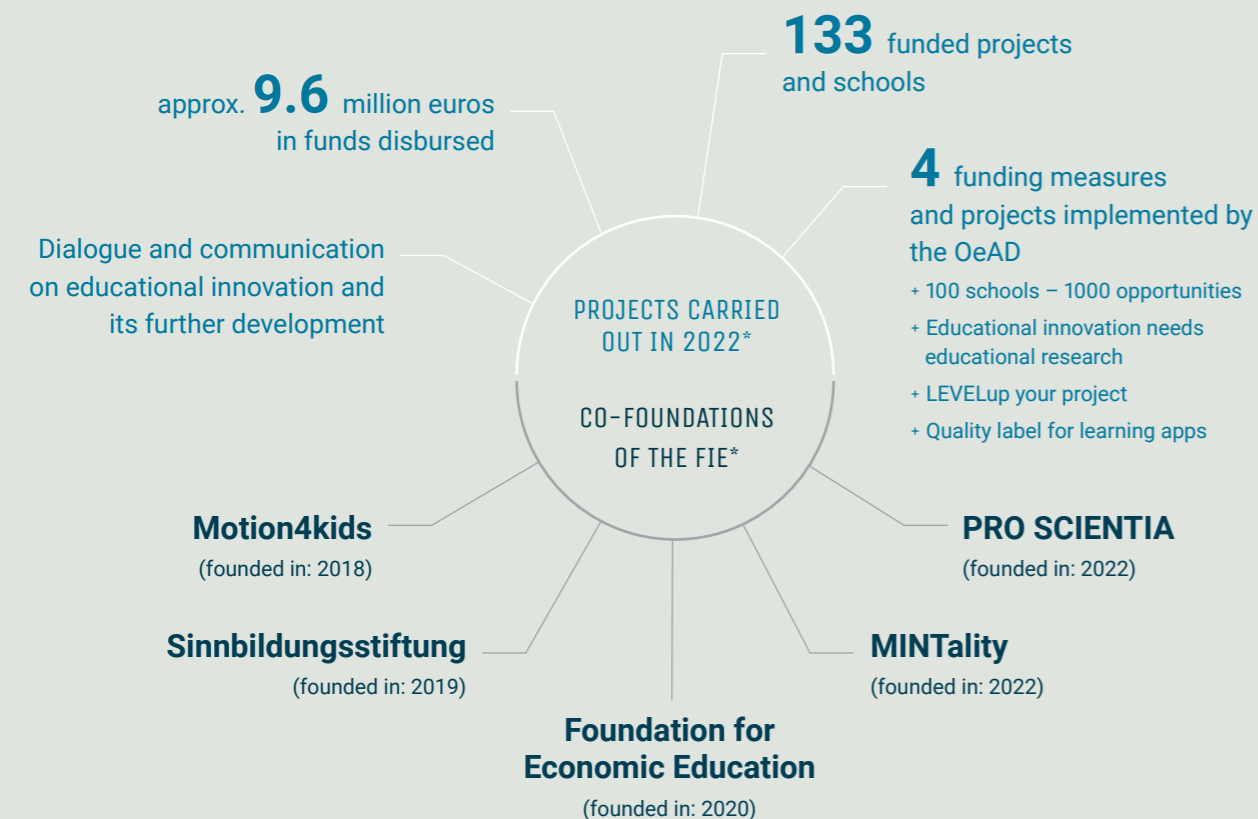 133 funded projects
and schools
approx. 9.6 million euros
in funds disbursed
4 funding measures
and projects implemented by
the OeAD
+ 100 schools – 1000 opportunities
+ Educational innovation needs
educational research
+ LEVELup your project
+ Quality label for learning apps
Dialogue and communication
on educational innovation and
its further development
PROJECTS CARRIED
OUT IN 2022*
CO-FOUNDATIONS
OF THE FIE*
Motion4kids
(founded in: 2018)
PRO SCIENTIA
(founded in: 2022)
Sinnbildungsstiftung
(founded in: 2019)
MINTality
(founded in: 2022)
Foundation for
Economic Education
(founded in: 2020)